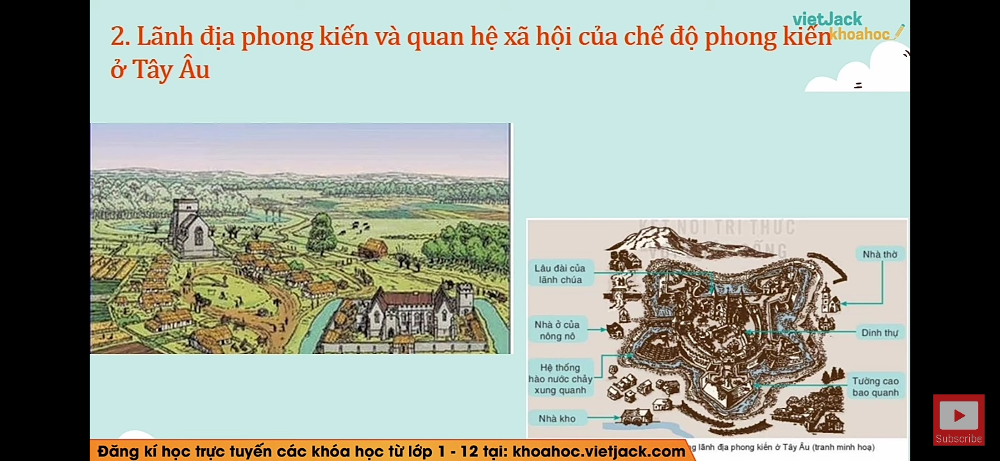 2. Lãnh địa phong kiến và quan hệ xã hội của chế độ phong kiến
ở Tây Âu
vietJack
khoahoc
KẾT NỐI TRI THỨC
Lâu đài của
lãnh chúa
Nhà thờ
Nhà ở của
nông nô
Dinh thự
Hệ thống
hào nước chảy
xung quanh
Tường cao
bao quanh
Nhà kho
lãnh địa phong kiến ở Tây Âu (tranh minh hoạ)
Đăng kí học trực tuyến các khóa học từ lớp 1 - 12 tại: khoahoc.vietjack.com
Subscribe